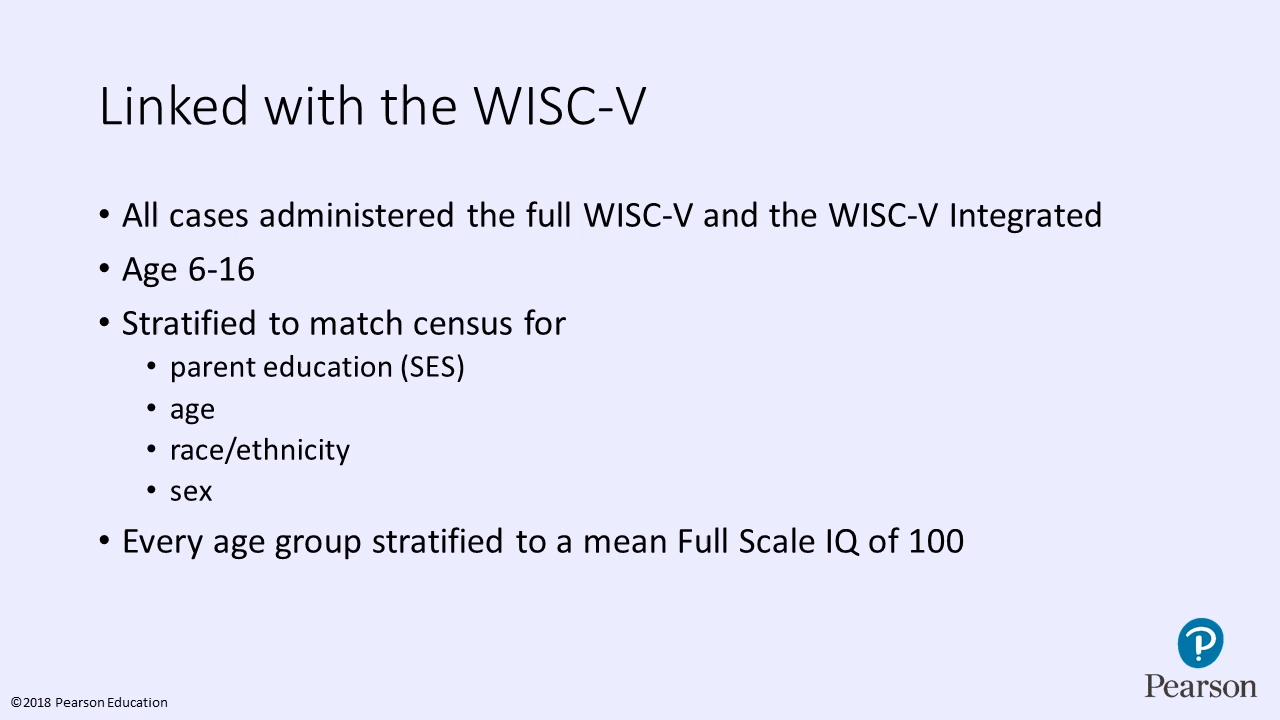 Linked with the WISC-V
• All cases administered the full WISC-V and the WISC-V Integrated
• Age 6-16
• Stratified to match census for
• parent education (SES)
• age
• race/ethnicity
• sex
• Every age group stratified to a mean Full Scale IQ of 100
Pearson
©2018 Pearson Education